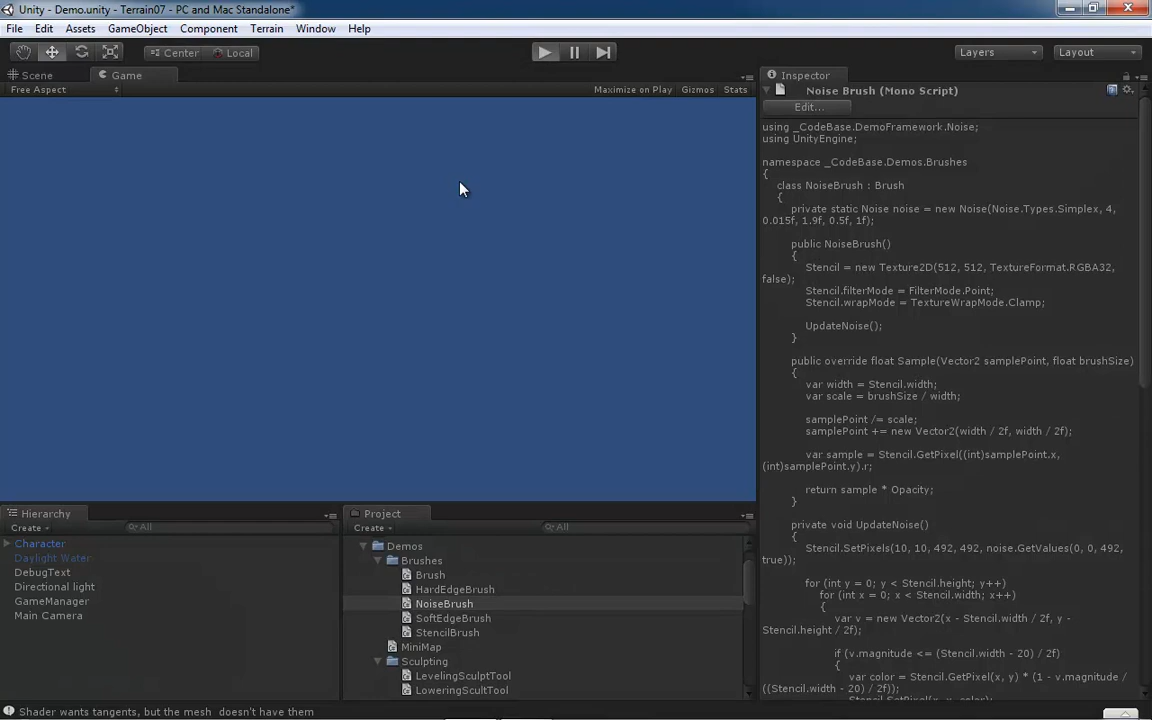 Unity - Demo.unity - Terrain07 - PC and Mac Standalone*
File Edit Assets GameObject Component Terrain Window Help
Center Local Layers Layout
Scene Game
Free Aspect Maximize on Play Gizmos Stats
Inspector
Noise Brush (Mono Script)
Edit...
using _CodeBase.DemoFramework.Noise;
using UnityEngine;
namespace _CodeBase.Demos.Brushes
{
class NoiseBrush : Brush
{
private static Noise noise = new Noise(Noise.Types.Simplex, 4,
0.015f, 1.9f, 0.5f, 1f);
public NoiseBrush()
{
Stencil = new Texture2D(512, 512, TextureFormat.RGBA32,
false);
Stencil.filterMode = FilterMode.Point;
Stencil.wrapMode = TextureWrapMode.Clamp;
UpdateNoise();
}
public override float Sample(Vector2 samplePoint, float brushSize)
{
var width = Stencil.width;
var scale = brushSize / width;
samplePoint /= scale;
samplePoint += new Vector2(width / 2f, width / 2f);
var sample = Stencil.GetPixel((int)samplePoint.x,
(int)samplePoint.y).r;
return sample * Opacity;
}
private void UpdateNoise()
{
Stencil.SetPixels(10, 10, 492, 492, noise.GetValues(0, 0, 492,
true));
for (int y = 0; y < Stencil.height; y++)
for (int x = 0; x < Stencil.width; x++)
{
var v = new Vector2(x - Stencil.width / 2f, y -
Stencil.height / 2f);
if (v.magnitude <= (Stencil.width - 20) / 2f)
{
var color = Stencil.GetPixel(x, y) * (1 - v.magnitude /
((Stencil.width - 20) / 2f));
Hierarchy
Create All
Character
Daylight Water
DebugText
Directional light
GameManager
Main Camera
Project
Create All
Demos
Brushes
Brush
HardEdgeBrush
NoiseBrush
SoftEdgeBrush
StencilBrush
MiniMap
Sculpting
LevelingSculptTool
LoweringScultTool
Shader wants tangents, but the mesh doesn't have them